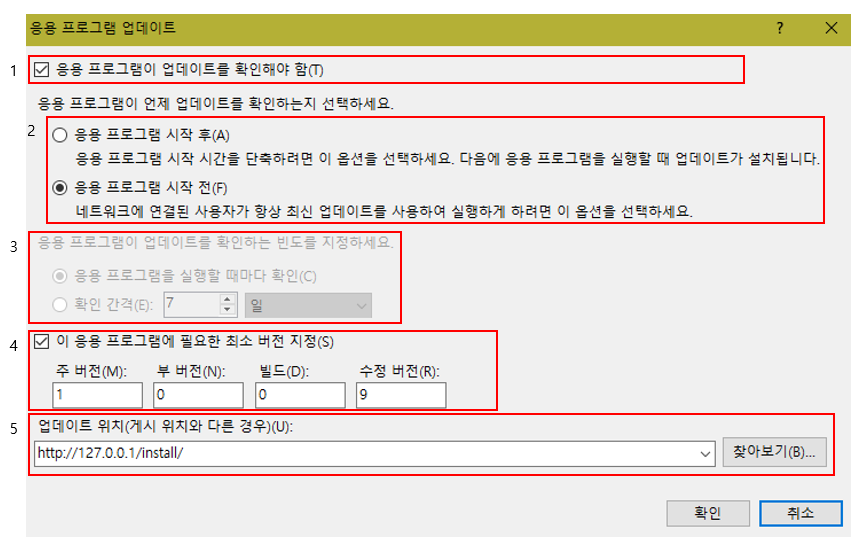 응용 프로그램 업데이트
?
1
응용 프로그램이 업데이트를 확인해야 함(T)
응용 프로그램이 언제 업데이트를 확인하는지 선택하세요.
2
응용 프로그램 시작 후(A)
응용 프로그램 시작 시간을 단축하려면 이 옵션을 선택하세요. 다음에 응용 프로그램을 실행할 때 업데이트가 설치됩니다.
응용 프로그램 시작 전(F)
네트워크에 연결된 사용자가 항상 최신 업데이트를 사용하여 실행하게 하려면 이 옵션을 선택하세요.
3
응용 프로그램이 업데이트를 확인하는 빈도를 지정하세요.
응용 프로그램을 실행할 때마다 확인(C)
확인 간격(E): 7 일
4
이 응용 프로그램에 필요한 최소 버전 지정(S)
주 버전(M): 부 버전(N): 빌드(D): 수정 버전(R):
1 0 0 9
5
업데이트 위치(게시 위치와 다른 경우)(U):
http://127.0.0.1/install/ 찾아보기(B)...
확인 취소